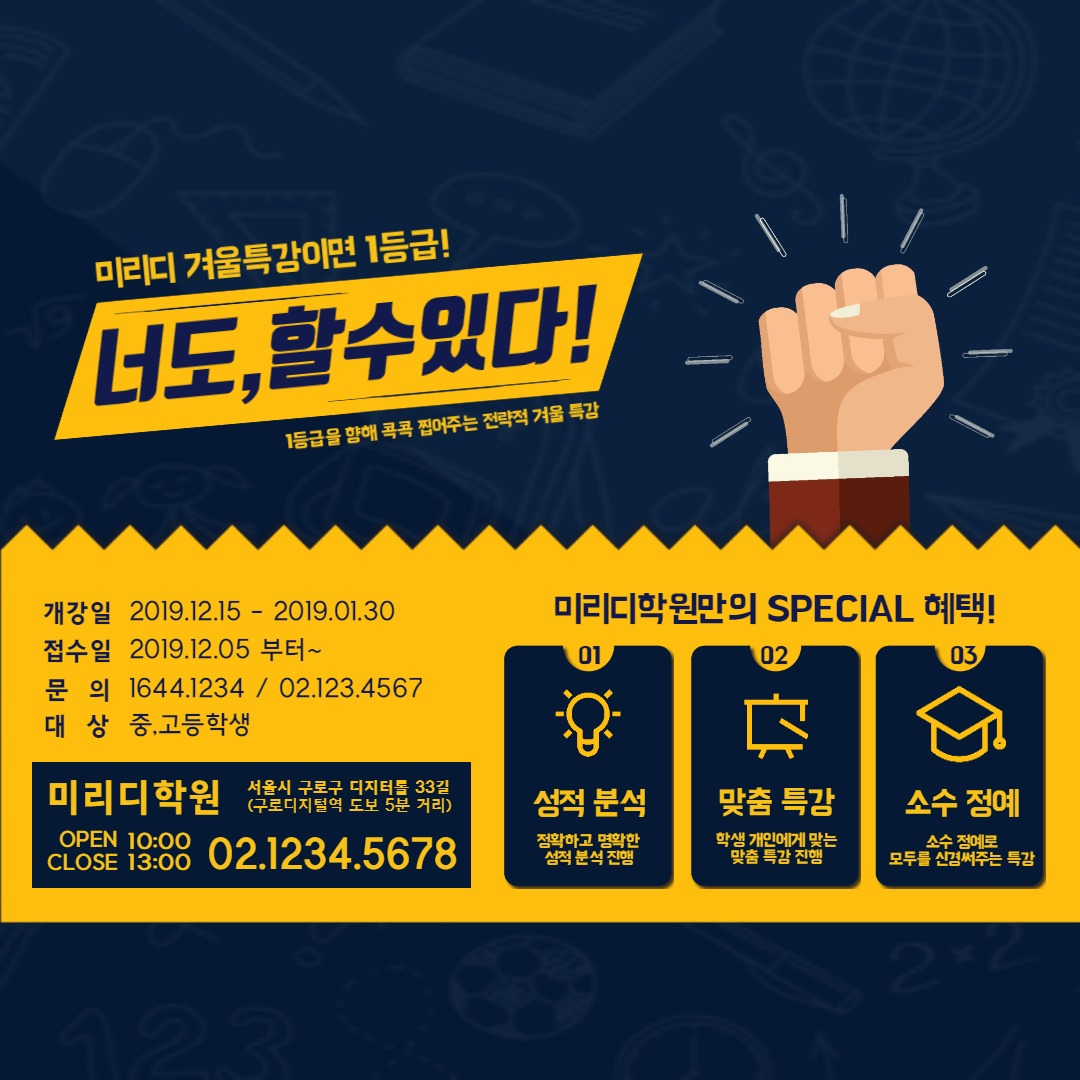 미리디 겨울특강이면 1등급!
너도,할수있다!
1등급을 향해 콕콕 찝어주는 전략적 겨울 특강
개강일 2019.12.15 - 2019.01.30
접수일 2019.12.05 부터~
문 의 1644.1234 / 02.123.4567
대 상 중,고등학생
미리디학원
서울시 구로구 디지터롤 33길
(구로디지털역 도보 5분 거리)
OPEN 10:00
CLOSE 13:00
02.1234.5678
미리디학원만의 SPECIAL 혜택!
01
성적 분석
정확하고 명확한
성적 분석 진행
02
맞춤 특강
학생 개인에게 맞는
맞춤 특강 진행
03
소수 정예
소수 정예로
모두를 신경써주는 특강
2×2
123
√9